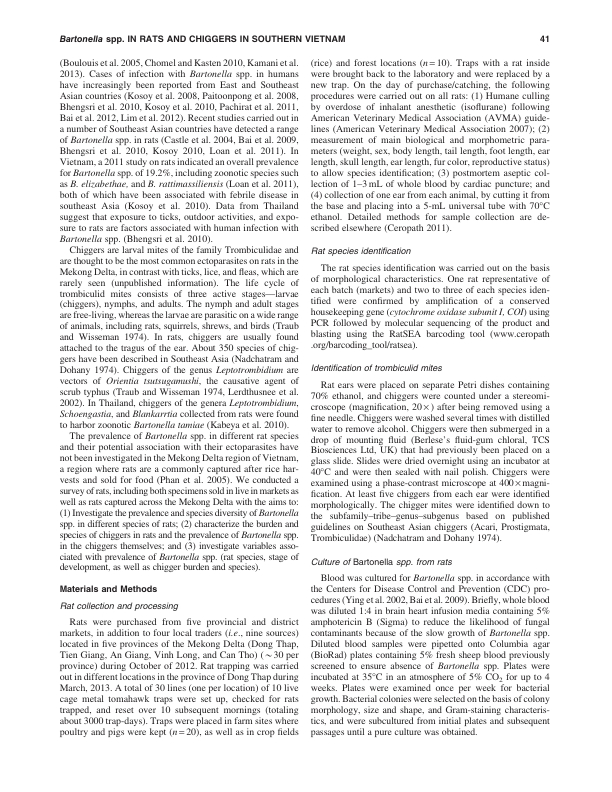 Bartonella spp. IN RATS AND CHIGGERS IN SOUTHERN VIETNAM 41
(Boulouis et al. 2005, Chomel and Kasten 2010, Kamani et al.
2013). Cases of infection with Bartonella spp. in humans
have increasingly been reported from East and Southeast
Asian countries (Kosoy et al. 2008, Paitoonpong et al. 2008,
Bhengsri et al. 2010, Kosoy et al. 2010, Pachirat et al. 2011,
Bai et al. 2012, Lim et al. 2012). Recent studies carried out in
a number of Southeast Asian countries have detected a range
of Bartonella spp. in rats (Castle et al. 2004, Bai et al. 2009,
Bhengsri et al. 2010, Kosoy 2010, Loan et al. 2011). In
Vietnam, a 2011 study on rats indicated an overall prevalence
for Bartonella spp. of 19.2%, including zoonotic species such
as B. elizabethae, and B. rattimassiliensis (Loan et al. 2011),
both of which have been associated with febrile disease in
southeast Asia (Kosoy et al. 2010). Data from Thailand
suggest that exposure to ticks, outdoor activities, and expo-
sure to rats are factors associated with human infection with
Bartonella spp. (Bhengsri et al. 2010).
Chiggers are larval mites of the family Trombiculidae and
are thought to be the most common ectoparasites on rats in the
Mekong Delta, in contrast with ticks, lice, and fleas, which are
rarely seen (unpublished information). The life cycle of
trombiculid mites consists of three active stages—larvae
(chiggers), nymphs, and adults. The nymph and adult stages
are free-living, whereas the larvae are parasitic on a wide range
of animals, including rats, squirrels, shrews, and birds (Traub
and Wisseman 1974). In rats, chiggers are usually found
attached to the tragus of the ear. About 350 species of chig-
gers have been described in Southeast Asia (Nadchatram and
Dohany 1974). Chiggers of the genus Leptotrombidium are
vectors of Orientia tsutsugamushi, the causative agent of
scrub typhus (Traub and Wisseman 1974, Lerdthusnee et al.
2002). In Thailand, chiggers of the genera Leptotrombidium,
Schoengastia, and Blankarrtia collected from rats were found
to harbor zoonotic Bartonella tamiae (Kabeya et al. 2010).
The prevalence of Bartonella spp. in different rat species
and their potential association with their ectoparasites have
not been investigated in the Mekong Delta region of Vietnam,
a region where rats are a commonly captured after rice har-
vests and sold for food (Phan et al. 2005). We conducted a
survey of rats, including both specimens sold in live in markets as
well as rats captured across the Mekong Delta with the aims to:
(1) Investigate the prevalence and species diversity of Bartonella
spp. in different species of rats; (2) characterize the burden and
species of chiggers in rats and the prevalence of Bartonella spp.
in the chiggers themselves; and (3) investigate variables asso-
ciated with prevalence of Bartonella spp. (rat species, stage of
development, as well as chigger burden and species).
Materials and Methods
Rat collection and processing
Rats were purchased from five provincial and district
markets, in addition to four local traders (i.e., nine sources)
located in five provinces of the Mekong Delta (Dong Thap,
Tien Giang, An Giang, Vinh Long, and Can Tho) (~30 per
province) during October of 2012. Rat trapping was carried
out in different locations in the province of Dong Thap during
March, 2013. A total of 30 lines (one per location) of 10 live
cage metal tomahawk traps were set up, checked for rats
trapped, and reset over 10 subsequent mornings (totaling
about 3000 trap-days). Traps were placed in farm sites where
poultry and pigs were kept (n=20), as well as in crop fields
(rice) and forest locations (n=10). Traps with a rat inside
were brought back to the laboratory and were replaced by a
new trap. On the day of purchase/catching, the following
procedures were carried out on all rats: (1) Humane culling
by overdose of inhalant anesthetic (isoflurane) following
American Veterinary Medical Association (AVMA) guide-
lines (American Veterinary Medical Association 2007); (2)
measurement of main biological and morphometric para-
meters (weight, sex, body length, tail length, foot length, ear
length, skull length, ear length, fur color, reproductive status)
to allow species identification; (3) postmortem aseptic col-
lection of 1–3 mL of whole blood by cardiac puncture; and
(4) collection of one ear from each animal, by cutting it from
the base and placing into a 5-mL universal tube with 70°C
ethanol. Detailed methods for sample collection are de-
scribed elsewhere (Ceropath 2011).
Rat species identification
The rat species identification was carried out on the basis
of morphological characteristics. One rat representative of
each batch (markets) and two to three of each species iden-
tified were confirmed by amplification of a conserved
housekeeping gene (cytochrome oxidase subunit I, COI) using
PCR followed by molecular sequencing of the product and
blasting using the RatSEA barcoding tool (www.ceropath
.org/barcoding_tool/ratsea).
Identification of trombiculid mites
Rat ears were placed on separate Petri dishes containing
70% ethanol, and chiggers were counted under a stereomi-
croscope (magnification, 20×) after being removed using a
fine needle. Chiggers were washed several times with distilled
water to remove alcohol. Chiggers were then submerged in a
drop of mounting fluid (Berlese's fluid-gum chloral, TCS
Biosciences Ltd, UK) that had previously been placed on a
glass slide. Slides were dried overnight using an incubator at
40°C and were then sealed with nail polish. Chiggers were
examined using a phase-contrast microscope at 400× magni-
fication. At least five chiggers from each ear were identified
morphologically. The chigger mites were identified down to
the subfamily–tribe–genus–subgenus based on published
guidelines on Southeast Asian chiggers (Acari, Prostigmata,
Trombiculidae) (Nadchatram and Dohany 1974).
Culture of Bartonella spp. from rats
Blood was cultured for Bartonella spp. in accordance with
the Centers for Disease Control and Prevention (CDC) pro-
cedures (Ying et al. 2002, Bai et al. 2009). Briefly, whole blood
was diluted 1:4 in brain heart infusion media containing 5%
amphotericin B (Sigma) to reduce the likelihood of fungal
contaminants because of the slow growth of Bartonella spp.
Diluted blood samples were pipetted onto Columbia agar
(BioRad) plates containing 5% fresh sheep blood previously
screened to ensure absence of Bartonella spp. Plates were
incubated at 35°C in an atmosphere of 5% CO2 for up to 4
weeks. Plates were examined once per week for bacterial
growth. Bacterial colonies were selected on the basis of colony
morphology, size and shape, and Gram-staining characteris-
tics, and were subcultured from initial plates and subsequent
passages until a pure culture was obtained.